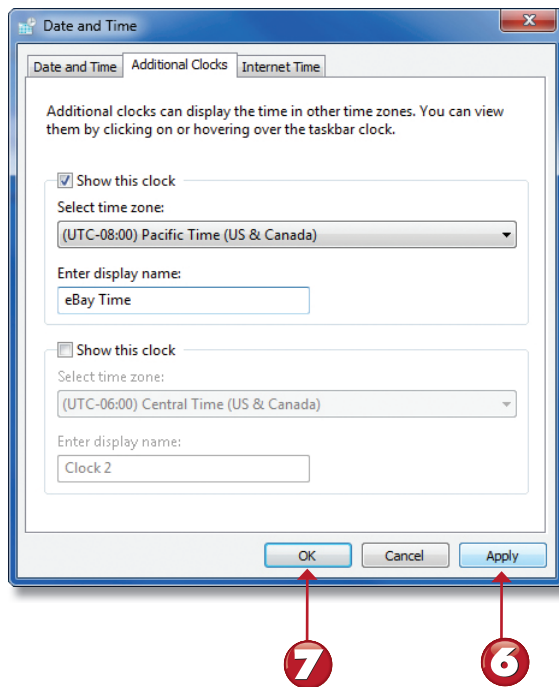 Date and Time
Date and Time Additional Clocks Internet Time
Additional clocks can display the time in other time zones. You can view
them by clicking on or hovering over the taskbar clock.
Show this clock
Select time zone:
(UTC-08:00) Pacific Time (US & Canada)
Enter display name:
eBay Time
Show this clock
Select time zone:
(UTC-06:00) Central Time (US & Canada)
Enter display name:
Clock 2
OK Cancel Apply
7 6